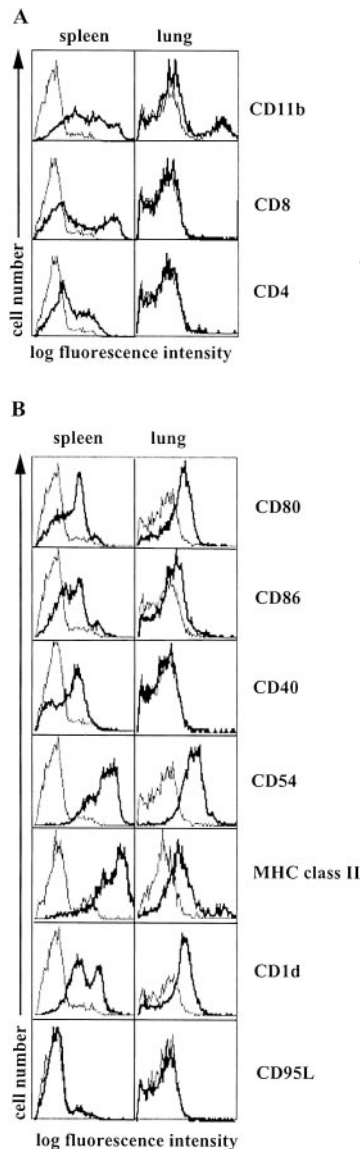 A
spleen lung
CD11b
CD8
CD4
cell number
log fluorescence intensity
B
spleen lung
CD80
CD86
CD40
CD54
MHC class II
CD1d
CD95L
cell number
log fluorescence intensity